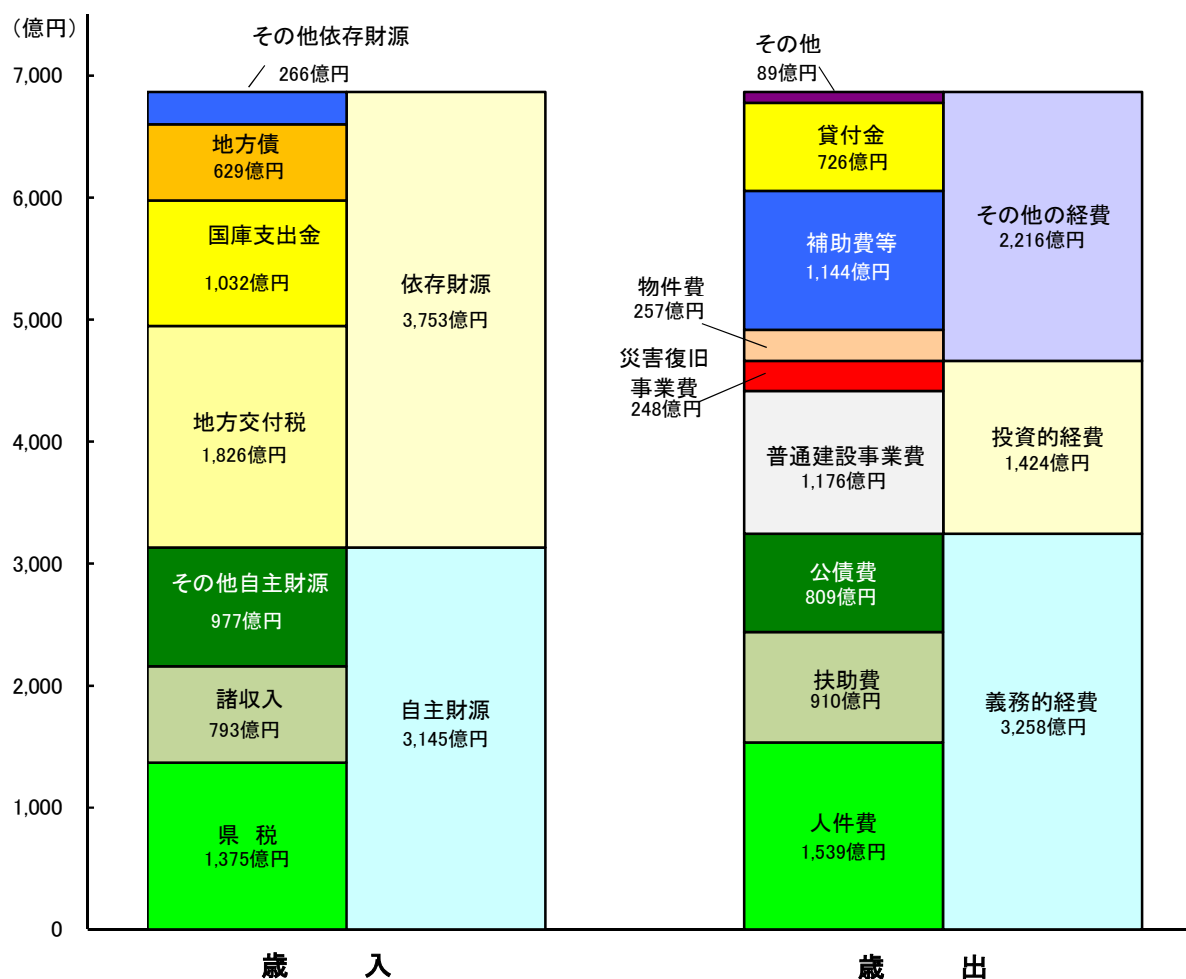 (億円)
7,000
6,000
5,000
4,000
3,000
2,000
1,000
0
その他依存財源
266億円
地方債
629億円
国庫支出金
1,032億円
地方交付税
1,826億円
その他自主財源
977億円
諸収入
793億円
県 税
1,375億円
依存財源
3,753億円
自主財源
3,145億円
歳 入
その他
89億円
貸付金
726億円
補助費等
1,144億円
物件費
257億円
災害復旧
事業費
248億円
普通建設事業費
1,176億円
公債費
809億円
扶助費
910億円
人件費
1,539億円
その他の経費
2,216億円
投資的経費
1,424億円
義務的経費
3,258億円
歳 出